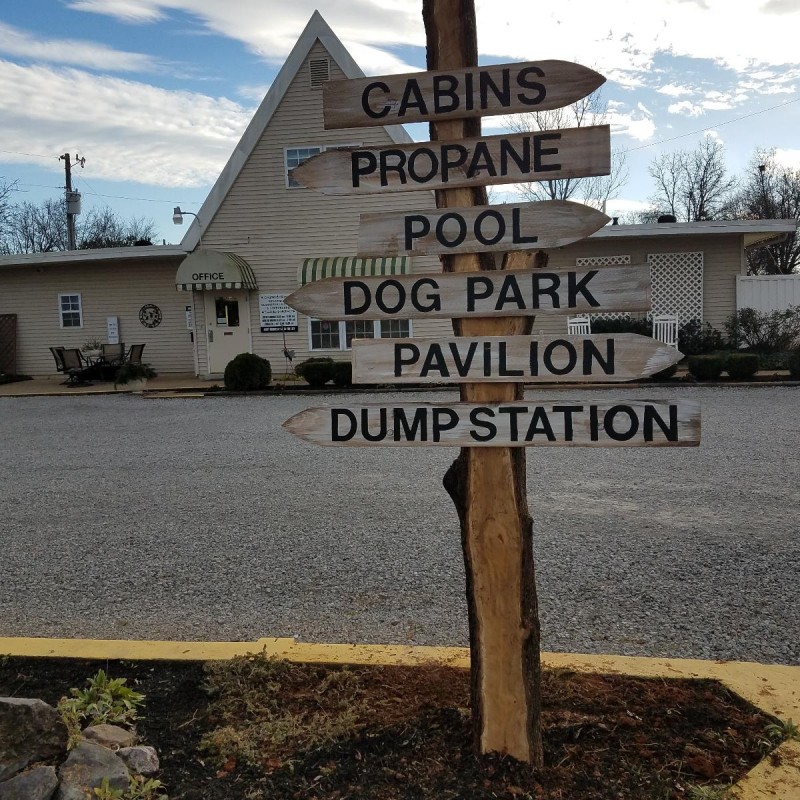 CABINS
PROPANE
POOL
OFFICE
DOG PARK
PAVILION
DUMP STATION